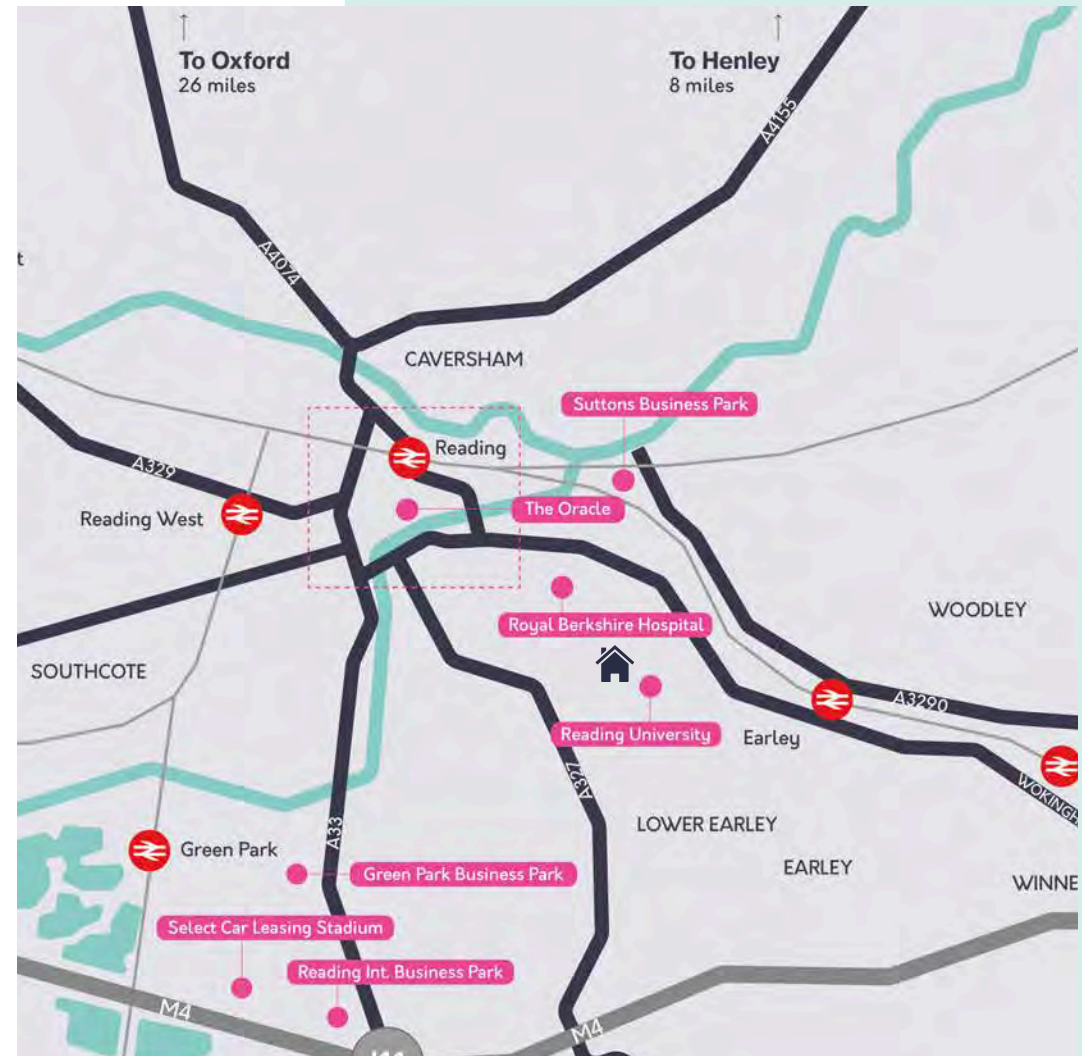 To Oxford
26 miles
To Henley
8 miles
A4155
A4074
t
CAVERSHAM
Suttons Business Park
Reading
A329
Reading West
The Oracle
Royal Berkshire Hospital
WOODLEY
SOUTHCOTE
A3290
Reading University
Earley
A327
WOKINGH
A33
LOWER EARLEY
Green Park
EARLEY
Green Park Business Park
WINNE
Select Car Leasing Stadium
Reading Int. Business Park
M4
M4